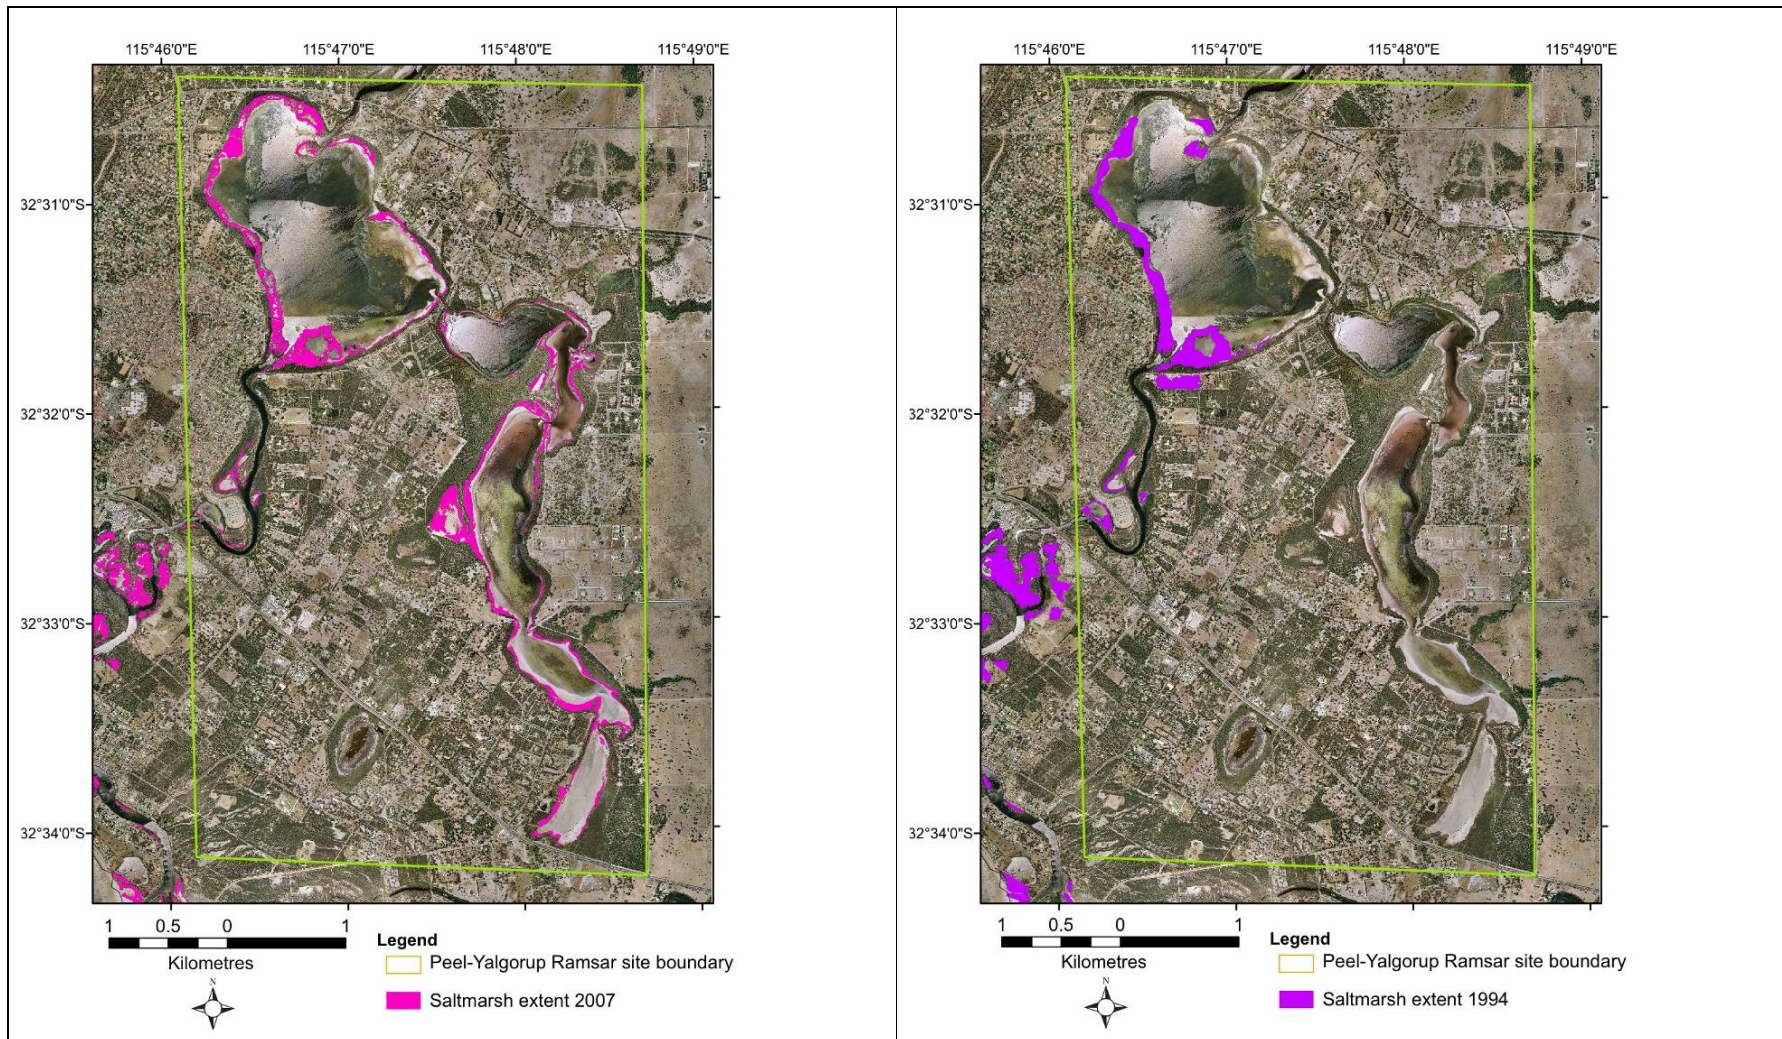 115°46'0"E 115°47'0"E 115°48'0"E 115°49'0"E
32°31'0"S
32°32'0"S
32°33'0"S
32°34'0"S
1 0.5 0 1
Kilometres
N
Legend
Peel-Yalgorup Ramsar site boundary
Saltmarsh extent 2007
115°46'0"E 115°47'0"E 115°48'0"E 115°49'0"E
32°31'0"S
32°32'0"S
32°33'0"S
32°34'0"S
1 0.5 0 1
Kilometres
N
Legend
Peel-Yalgorup Ramsar site boundary
Saltmarsh extent 1994